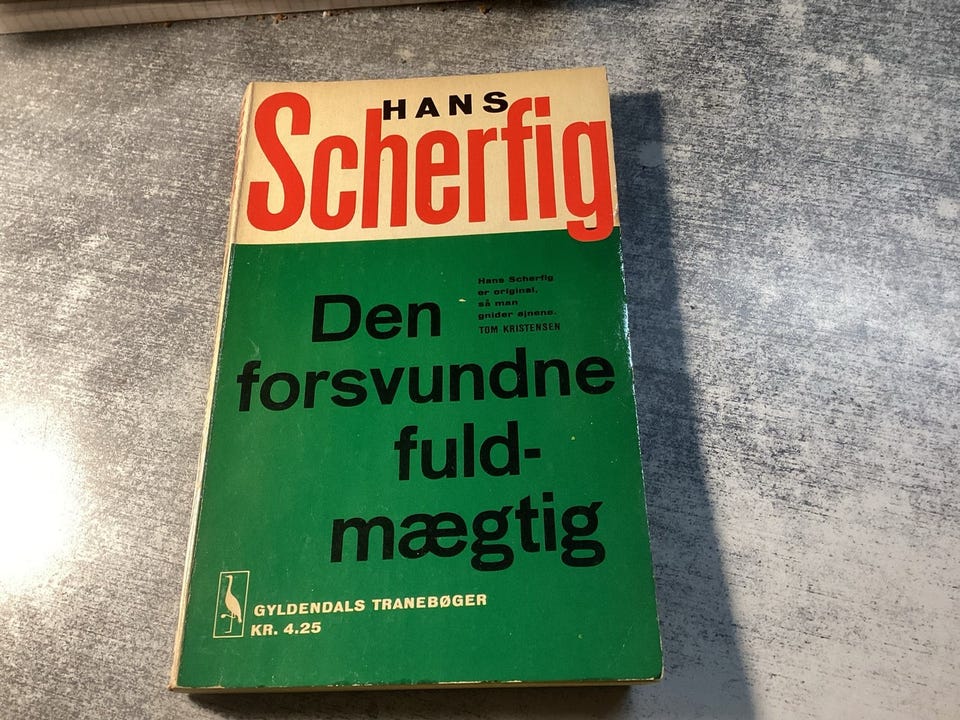 HANS
Scherfig
Hans Scherfig
er original,
så man
gnider øjnene.
TOM KRISTENSEN
Den
forsvundne
fuld-
mægtig
GYLDENDALS TRANEBØGER
KR. 4.25